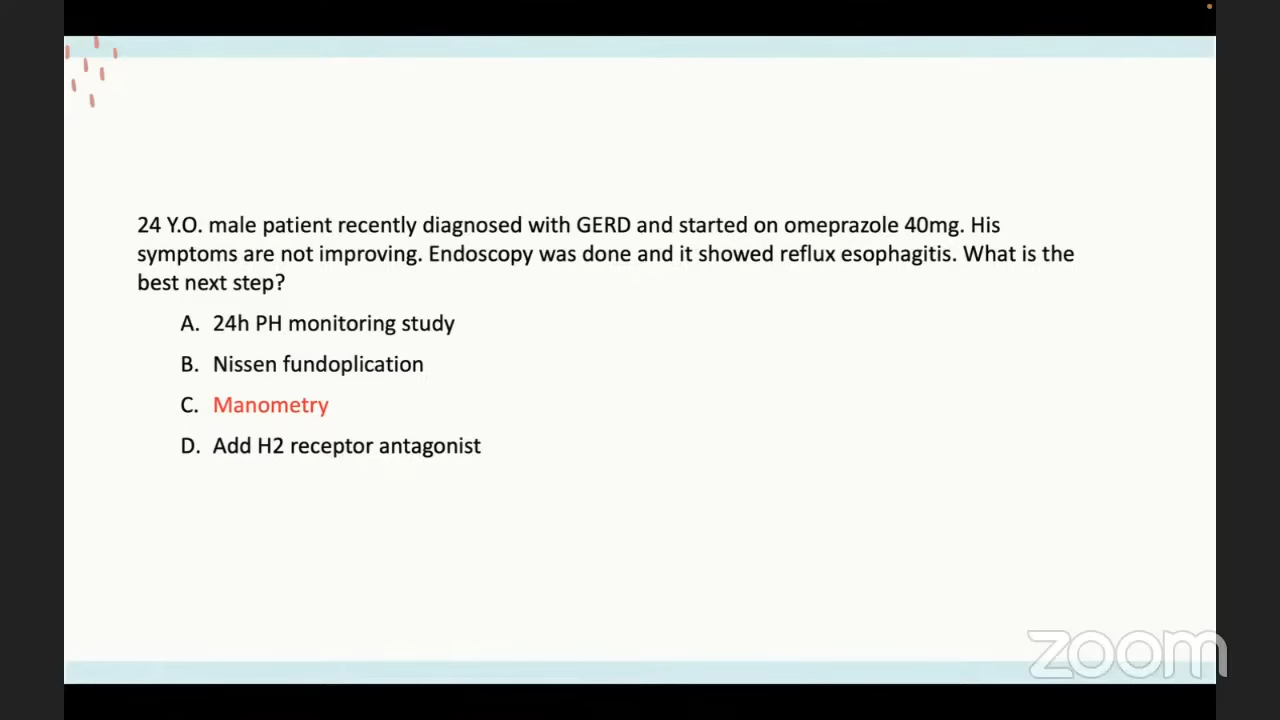 24 Y.O. male patient recently diagnosed with GERD and started on omeprazole 40mg. His
symptoms are not improving. Endoscopy was done and it showed reflux esophagitis. What is the
best next step?
A. 24h PH monitoring study
B. Nissen fundoplication
C. Manometry
D. Add H2 receptor antagonist
zoom